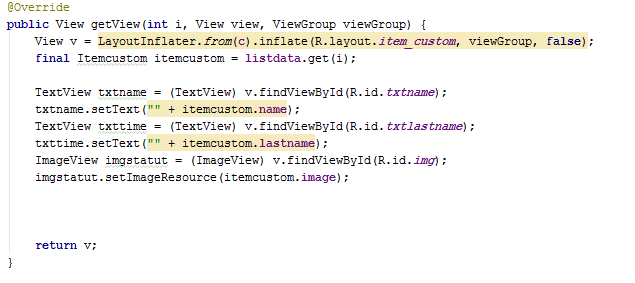 @Override
public View getView(int i, View view, ViewGroup viewGroup) {
    View v = LayoutInflater.from(c).inflate(R.layout.item_custom, viewGroup, false);
    final Itemcustom itemcustom = listdata.get(i);

    TextView txtname = (TextView) v.findViewById(R.id.txtname);
    txtname.setText("" + itemcustom.name);
    TextView txttime = (TextView) v.findViewById(R.id.txtlastname);
    txttime.setText("" + itemcustom.lastname);
    ImageView imgstatut = (ImageView) v.findViewById(R.id.img);
    imgstatut.setImageResource(itemcustom.image);

    return v;
}